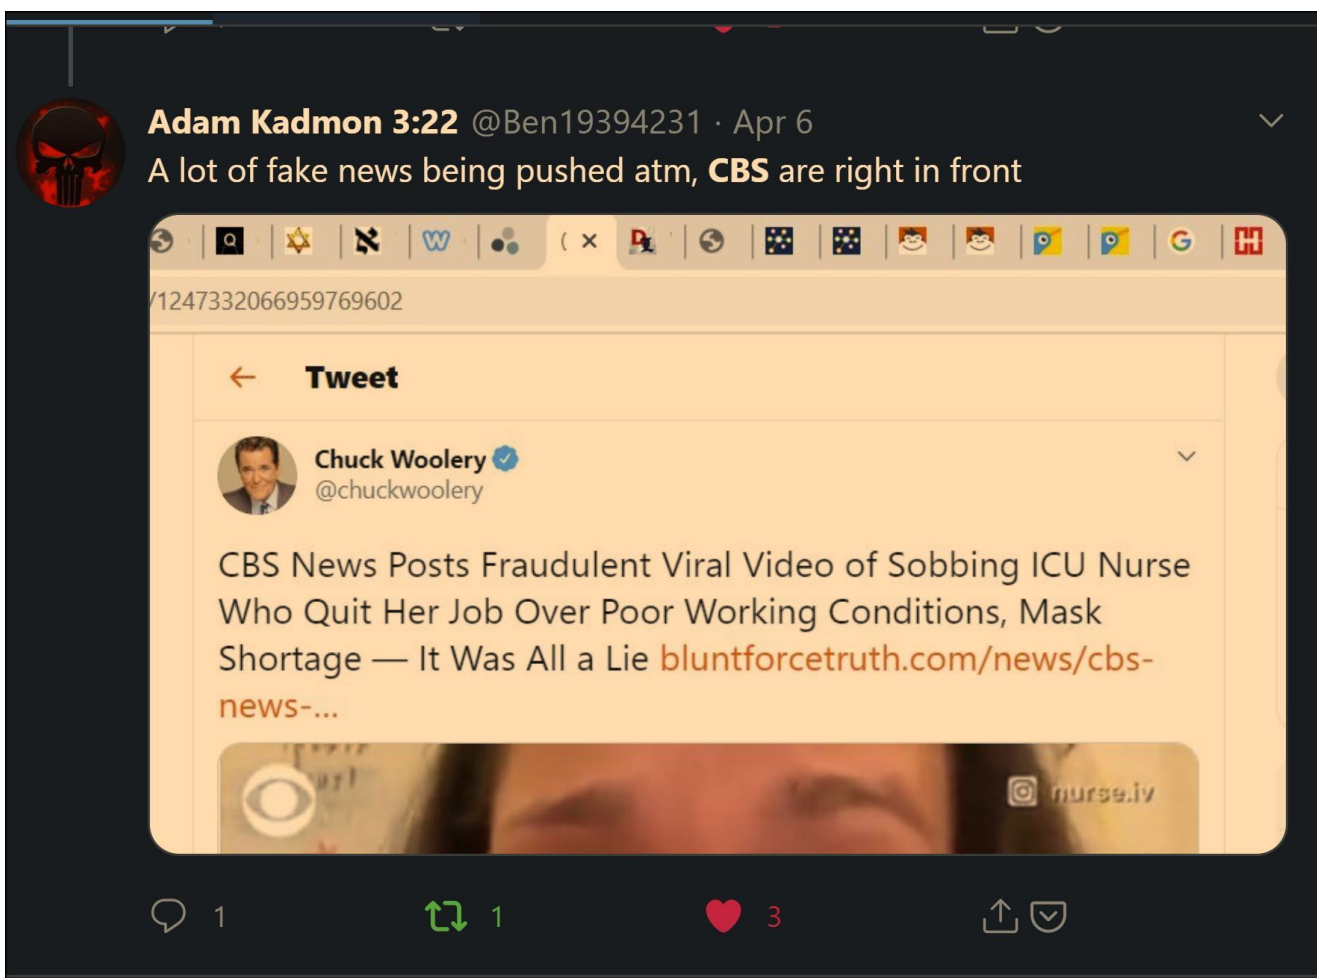 Adam Kadmon 3:22 @Ben19394231 · Apr 6
A lot of fake news being pushed atm, CBS are right in front
/1247332066959769602
← Tweet
Chuck Woolery
@chuckwoolery
CBS News Posts Fraudulent Viral Video of Sobbing ICU Nurse
Who Quit Her Job Over Poor Working Conditions, Mask
Shortage — It Was All a Lie bluntforcetruth.com/news/cbs-
news-...
nurse.iv
1 1 3